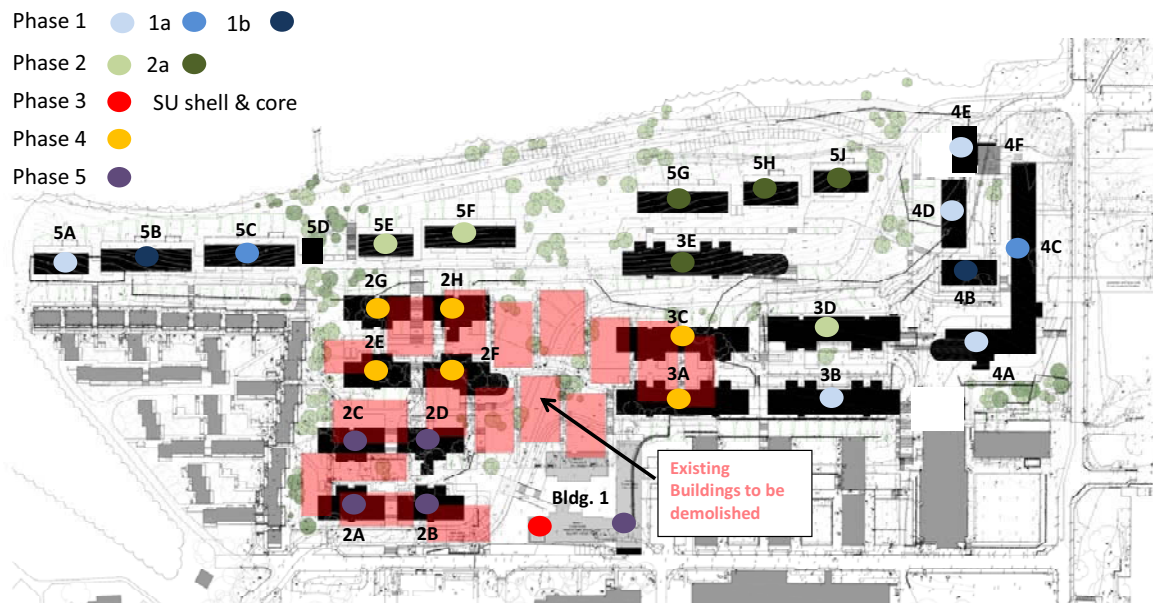 Phase 1 1a 1b
Phase 2 2a
Phase 3 SU shell & core
Phase 4
Phase 5
4E
4F
5J
5H
5G
4D
5F
5E
5D
5C
5B
5A
3E
4C
2G 2H
4B
3D
3C
2E
2F
3A 3B
4A
2C 2D
Existing
Buildings to be
demolished
Bldg. 1
2A 2B